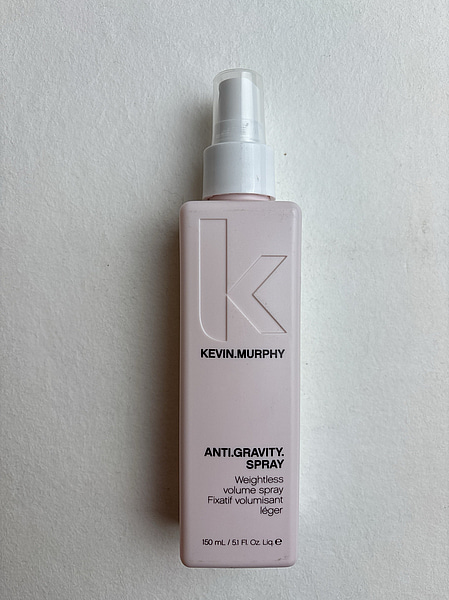 k
KEVIN.MURPHY
ANTI.GRAVITY.
SPRAY
Weightless
volume spray
Fixatif volumisant
léger
150 mL / 5.1 Fl. Oz. Liq. ℮